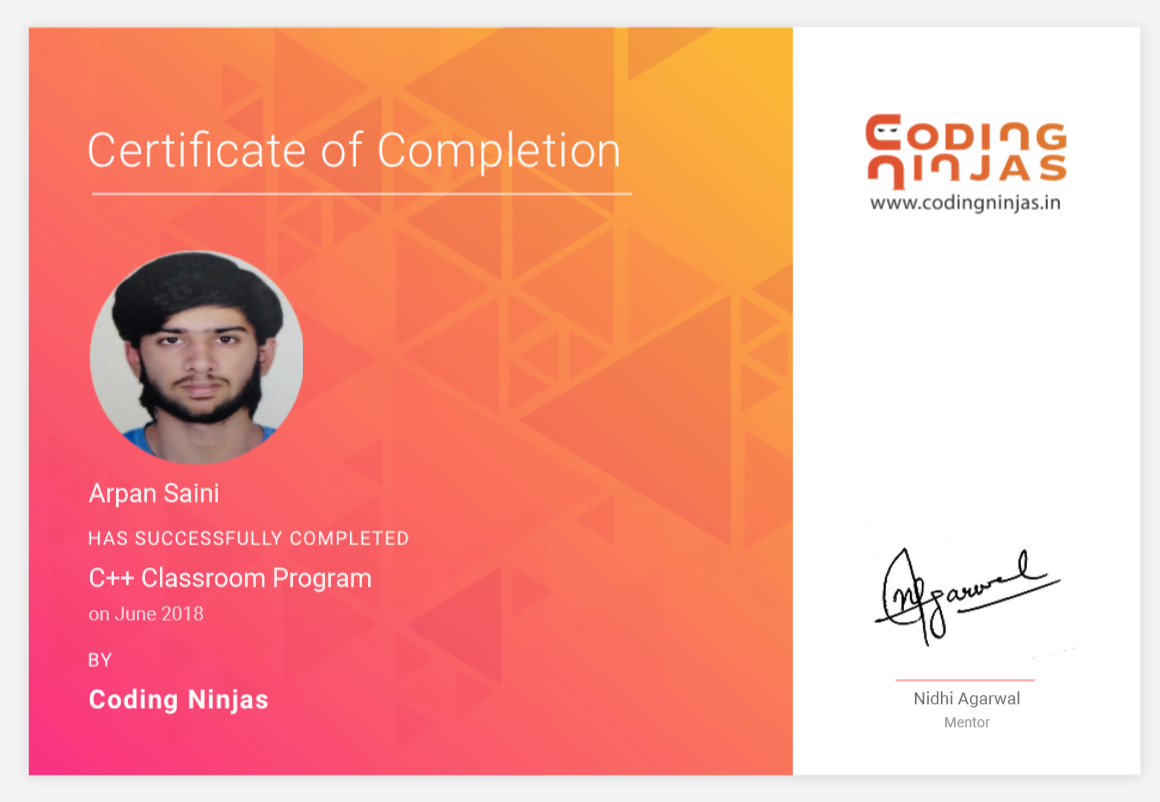 Certificate of Completion
Arpan Saini
HAS SUCCESSFULLY COMPLETED
C++ Classroom Program
on June 2018
BY
Coding Ninjas
CODING
NINJAS
www.codingninjas.in
NAgarwal
Nidhi Agarwal
Mentor